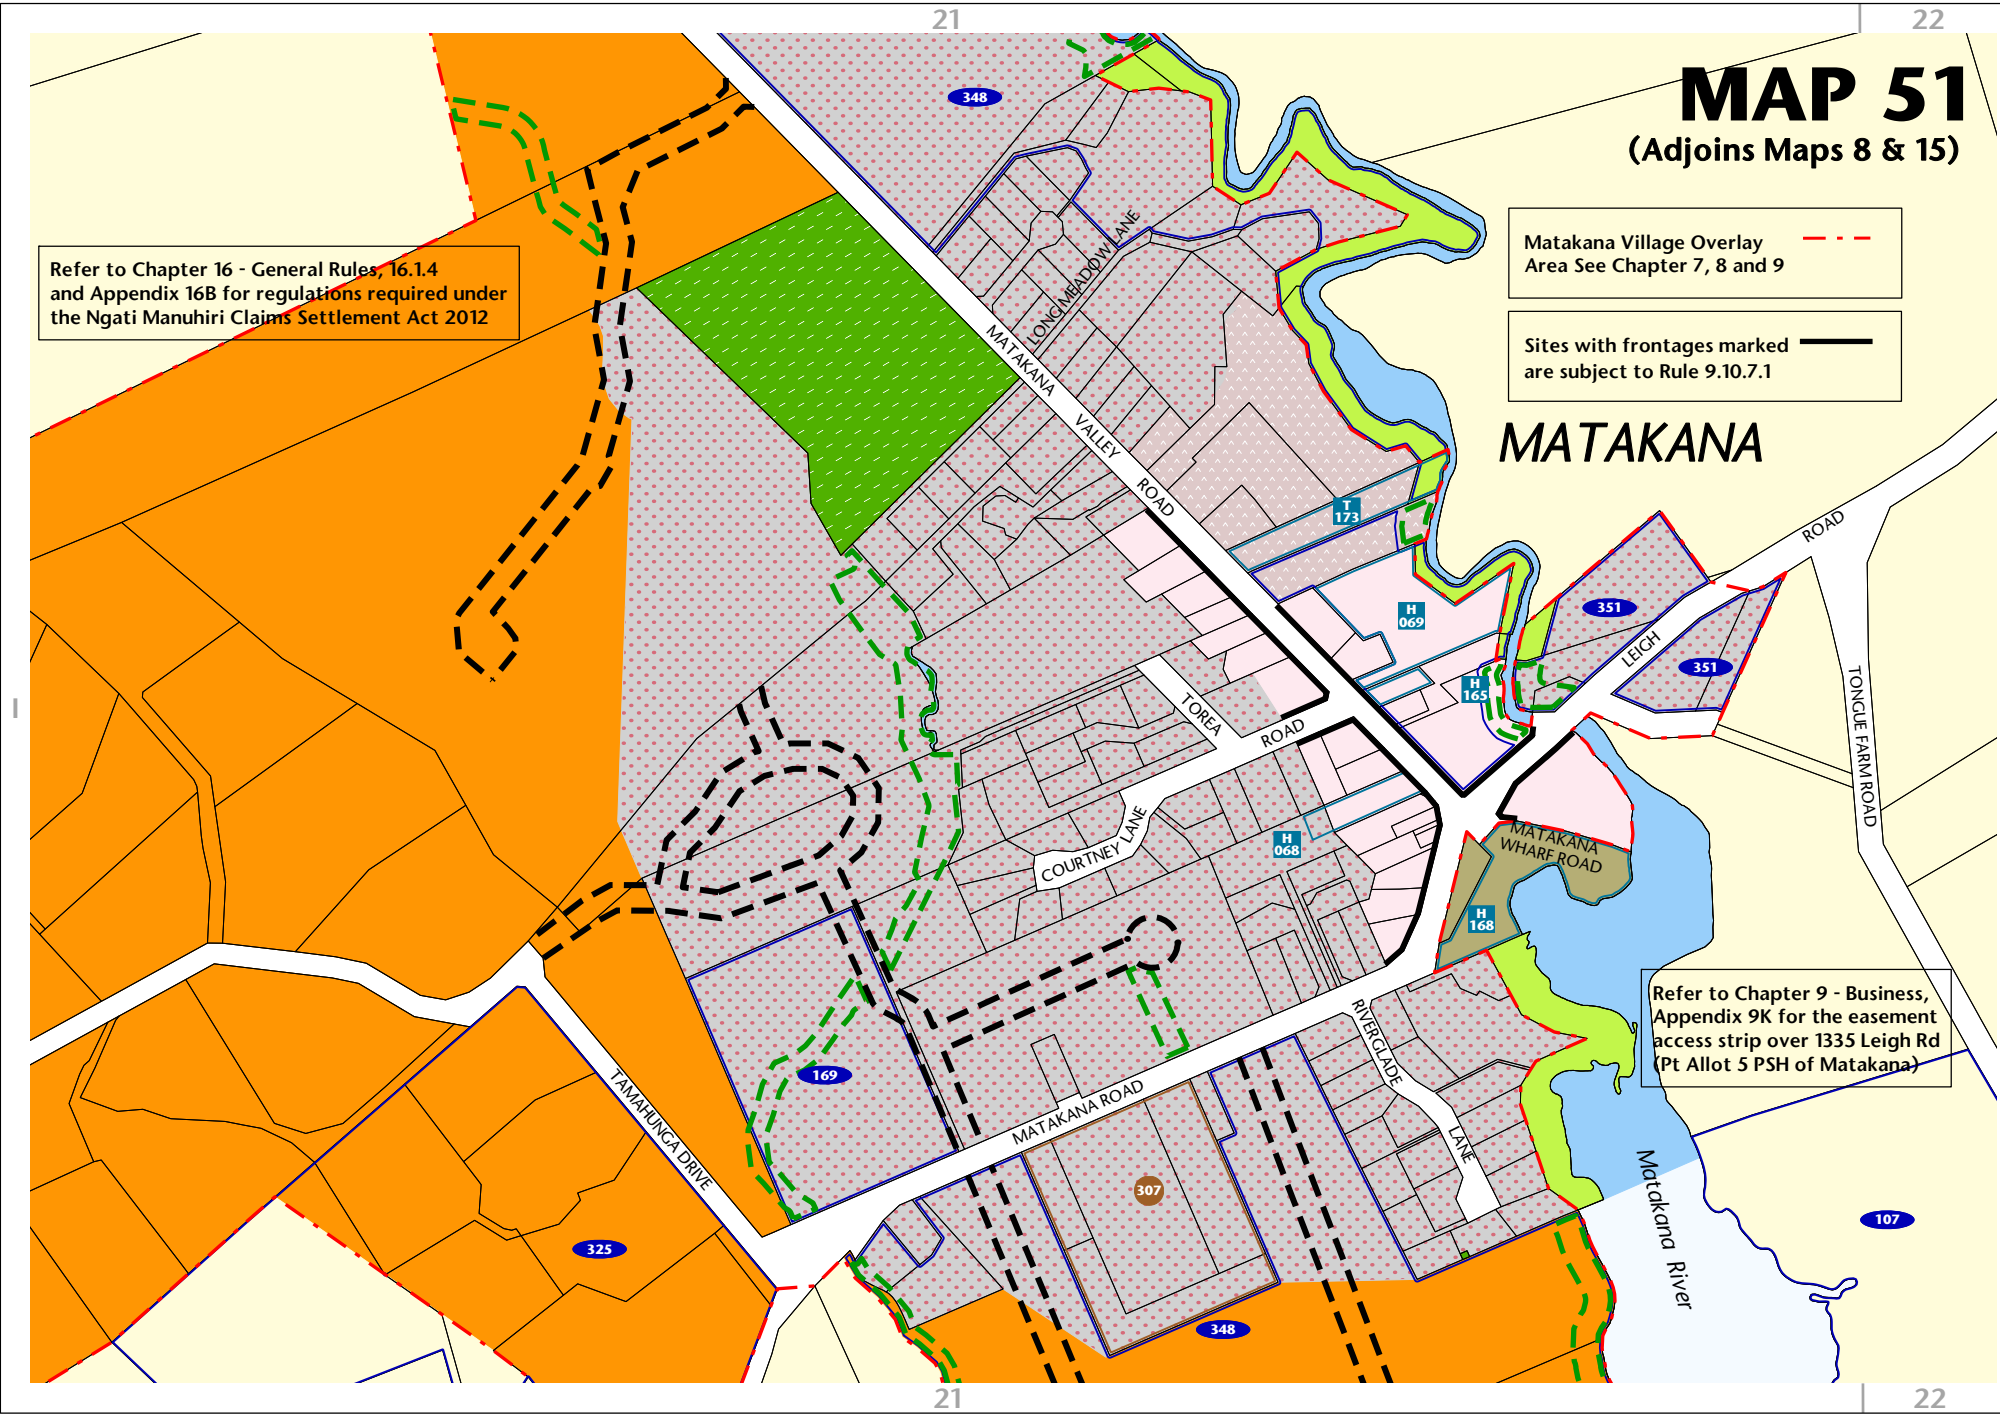 21
22
MAP 51
(Adjoins Maps 8 & 15)
348
Matakana Village Overlay
Area See Chapter 7, 8 and 9
Refer to Chapter 16 - General Rules, 16.1.4
and Appendix 16B for regulations required under
the Ngati Manuhiri Claims Settlement Act 2012
Sites with frontages marked
are subject to Rule 9.10.7.1
LONG MEADOW LANE
MATAKANA
VALLEY
ROAD
MATAKANA
T
173
ROAD
H
069
351
LEIGH
351
H
165
TONGUE FARM ROAD
TOREA
ROAD
I
COURTNEY LANE
H
068
MATAKANA
WHARF ROAD
H
168
Refer to Chapter 9 - Business,
Appendix 9K for the easement
access strip over 1335 Leigh Rd
(Pt Allot 5 PSH of Matakana)
RIVERGLADE
LANE
169
MATAKANA ROAD
TAMAHUNGA DRIVE
307
Matakana River
107
325
348
21
22